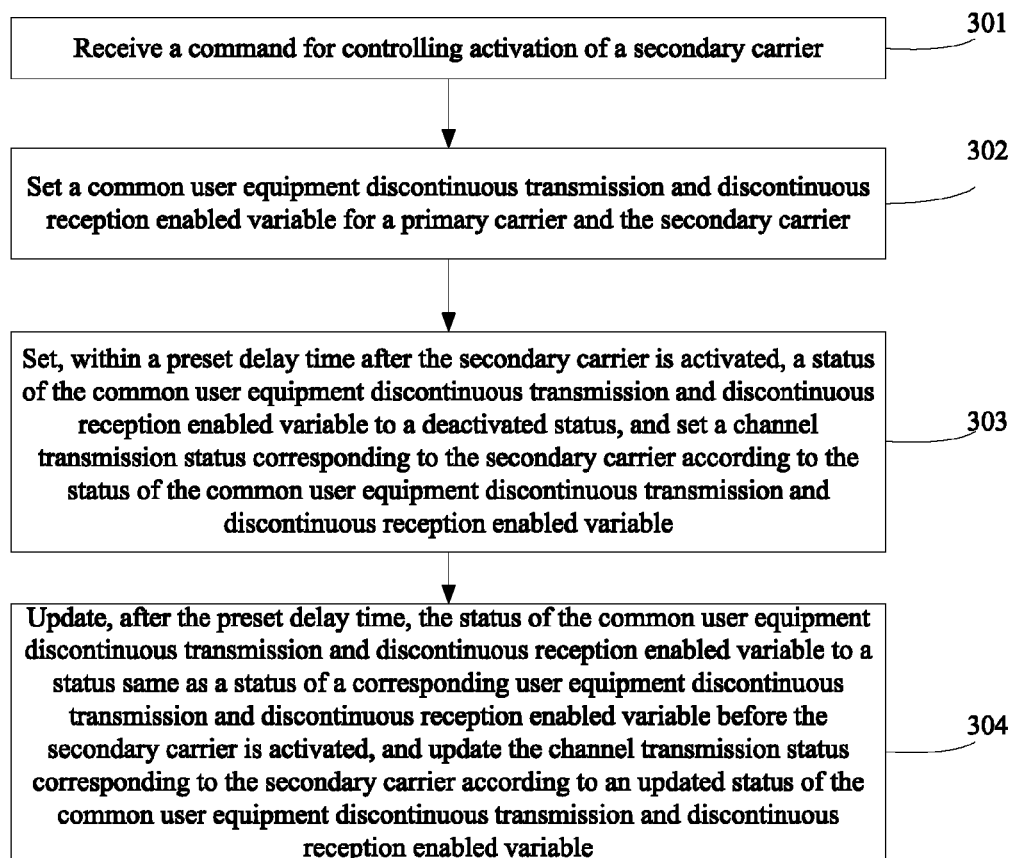 301
Receive a command for controlling activation of a secondary carrier
302
Set a common user equipment discontinuous transmission and discontinuous
reception enabled variable for a primary carrier and the secondary carrier
Set, within a preset delay time after the secondary carrier is activated, a status
of the common user equipment discontinuous transmission and discontinuous
reception enabled variable to a deactivated status, and set a channel
transmission status corresponding to the secondary carrier according to the
status of the common user equipment discontinuous transmission and
discontinuous reception enabled variable
303
Update, after the preset delay time, the status of the common user equipment
discontinuous transmission and discontinuous reception enabled variable to a
status same as a status of a corresponding user equipment discontinuous
transmission and discontinuous reception enabled variable before the
secondary carrier is activated, and update the channel transmission status
corresponding to the secondary carrier according to an updated status of the
common user equipment discontinuous transmission and discontinuous
reception enabled variable
304